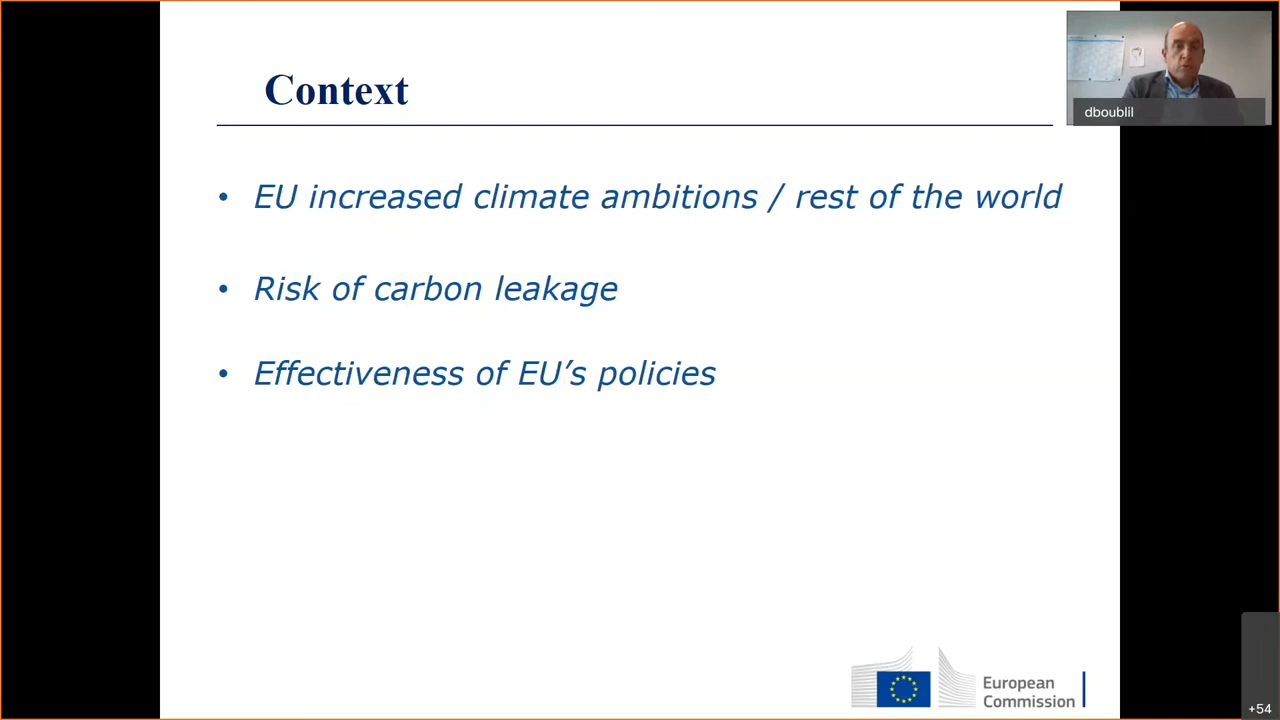 Context
dboublil
• EU increased climate ambitions / rest of the world
• Risk of carbon leakage
• Effectiveness of EU’s policies
European
Commission
+54